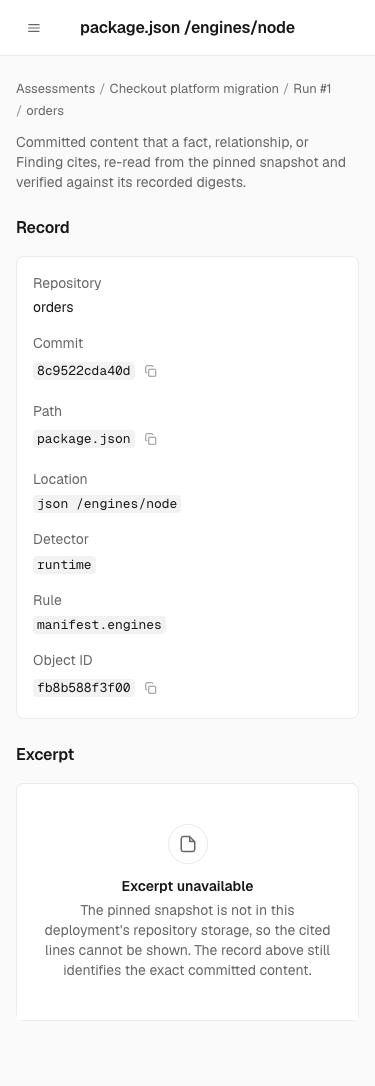 package.json /engines/node
Assessments / Checkout platform migration / Run #1
/ orders
Committed content that a fact, relationship, or
Finding cites, re-read from the pinned snapshot and
verified against its recorded digests.
Record
Repository
orders
Commit
8c9522cda40d
Path
package.json
Location
json /engines/node
Detector
runtime
Rule
manifest.engines
Object ID
fb8b588f3f00
Excerpt
Excerpt unavailable
The pinned snapshot is not in this
deployment's repository storage, so the cited
lines cannot be shown. The record above still
identifies the exact committed content.